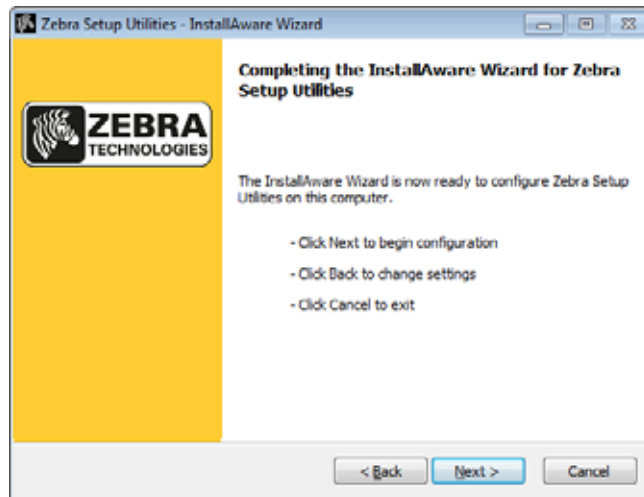 Zebra Setup Utilities - InstallAware Wizard
ZEBRA
TECHNOLOGIES
Completing the InstallAware Wizard for Zebra
Setup Utilities
The InstallAware Wizard is now ready to configure Zebra Setup
Utilities on this computer.
- Click Next to begin configuration
- Click Back to change settings
- Click Cancel to exit
< Back
Next >
Cancel